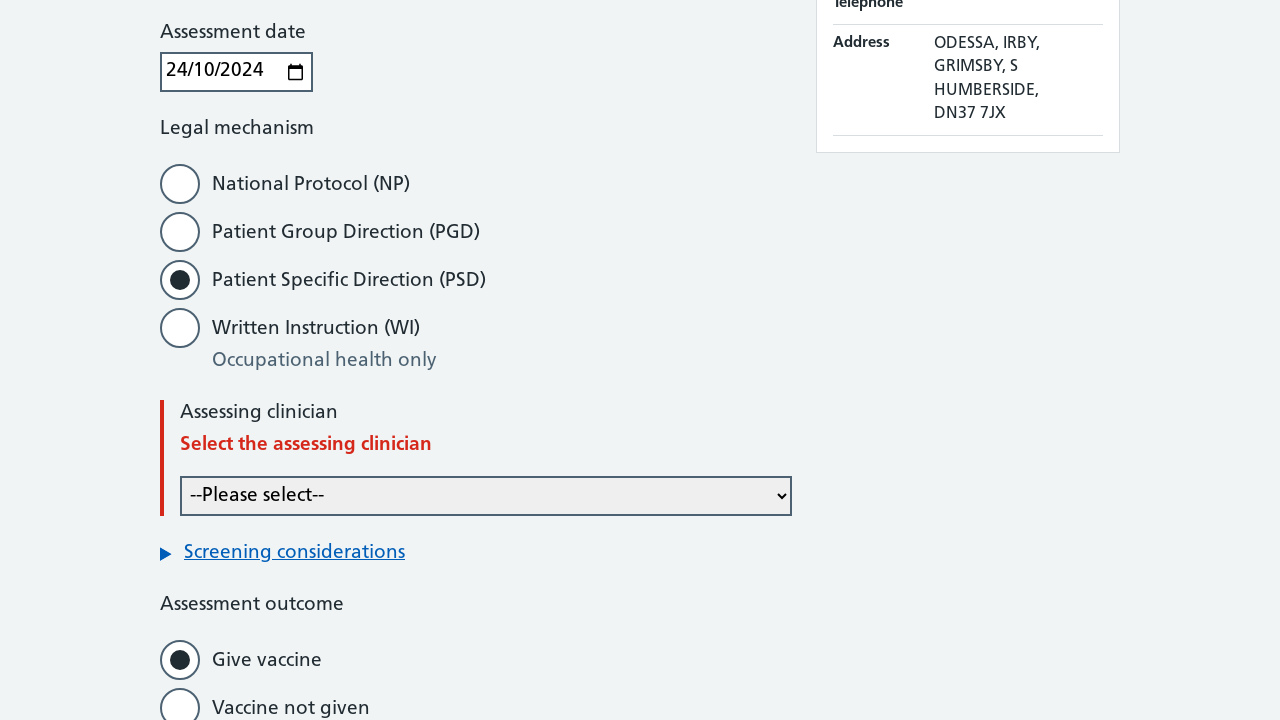 Assessment date
24/10/2024
Legal mechanism
National Protocol (NP)
Patient Group Direction (PGD)
Patient Specific Direction (PSD)
Written Instruction (WI)
Occupational health only
Assessing clinician
Select the assessing clinician
--Please select--
Screening considerations
Assessment outcome
Give vaccine
Vaccine not given
Telephone
Address
ODESSA, IRBY,
GRIMSBY, S
HUMBERSIDE,
DN37 7JX